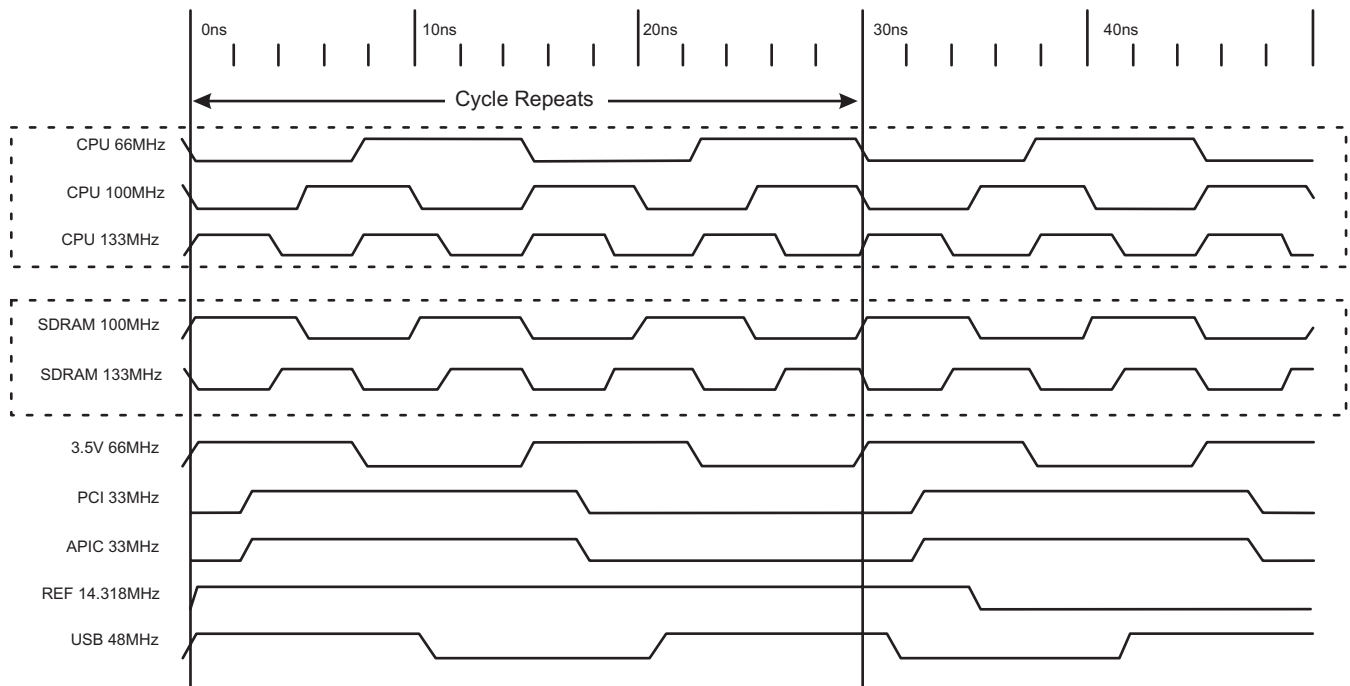 0ns 10ns 20ns 30ns 40ns
Cycle Repeats
CPU 66MHz
CPU 100MHz
CPU 133MHz
SDRAM 100MHz
SDRAM 133MHz
3.5V 66MHz
PCI 33MHz
APIC 33MHz
REF 14.318MHz
USB 48MHz